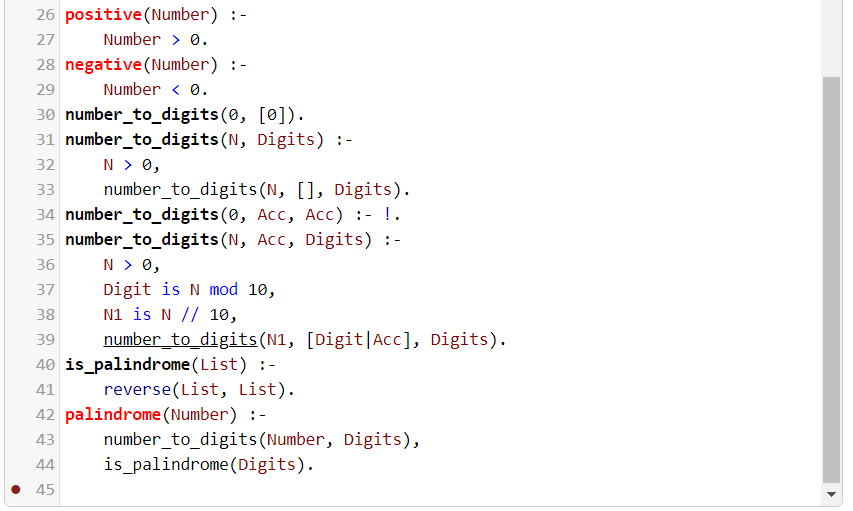 26 positive(Number) :-
27     Number > 0.
28 negative(Number) :-
29     Number < 0.
30 number_to_digits(0, [0]).
31 number_to_digits(N, Digits) :-
32     N > 0,
33     number_to_digits(N, [], Digits).
34 number_to_digits(0, Acc, Acc) :- !.
35 number_to_digits(N, Acc, Digits) :-
36     N > 0,
37     Digit is N mod 10,
38     N1 is N // 10,
39     number_to_digits(N1, [Digit|Acc], Digits).
40 is_palindrome(List) :-
41     reverse(List, List).
42 palindrome(Number) :-
43     number_to_digits(Number, Digits),
44     is_palindrome(Digits).
45